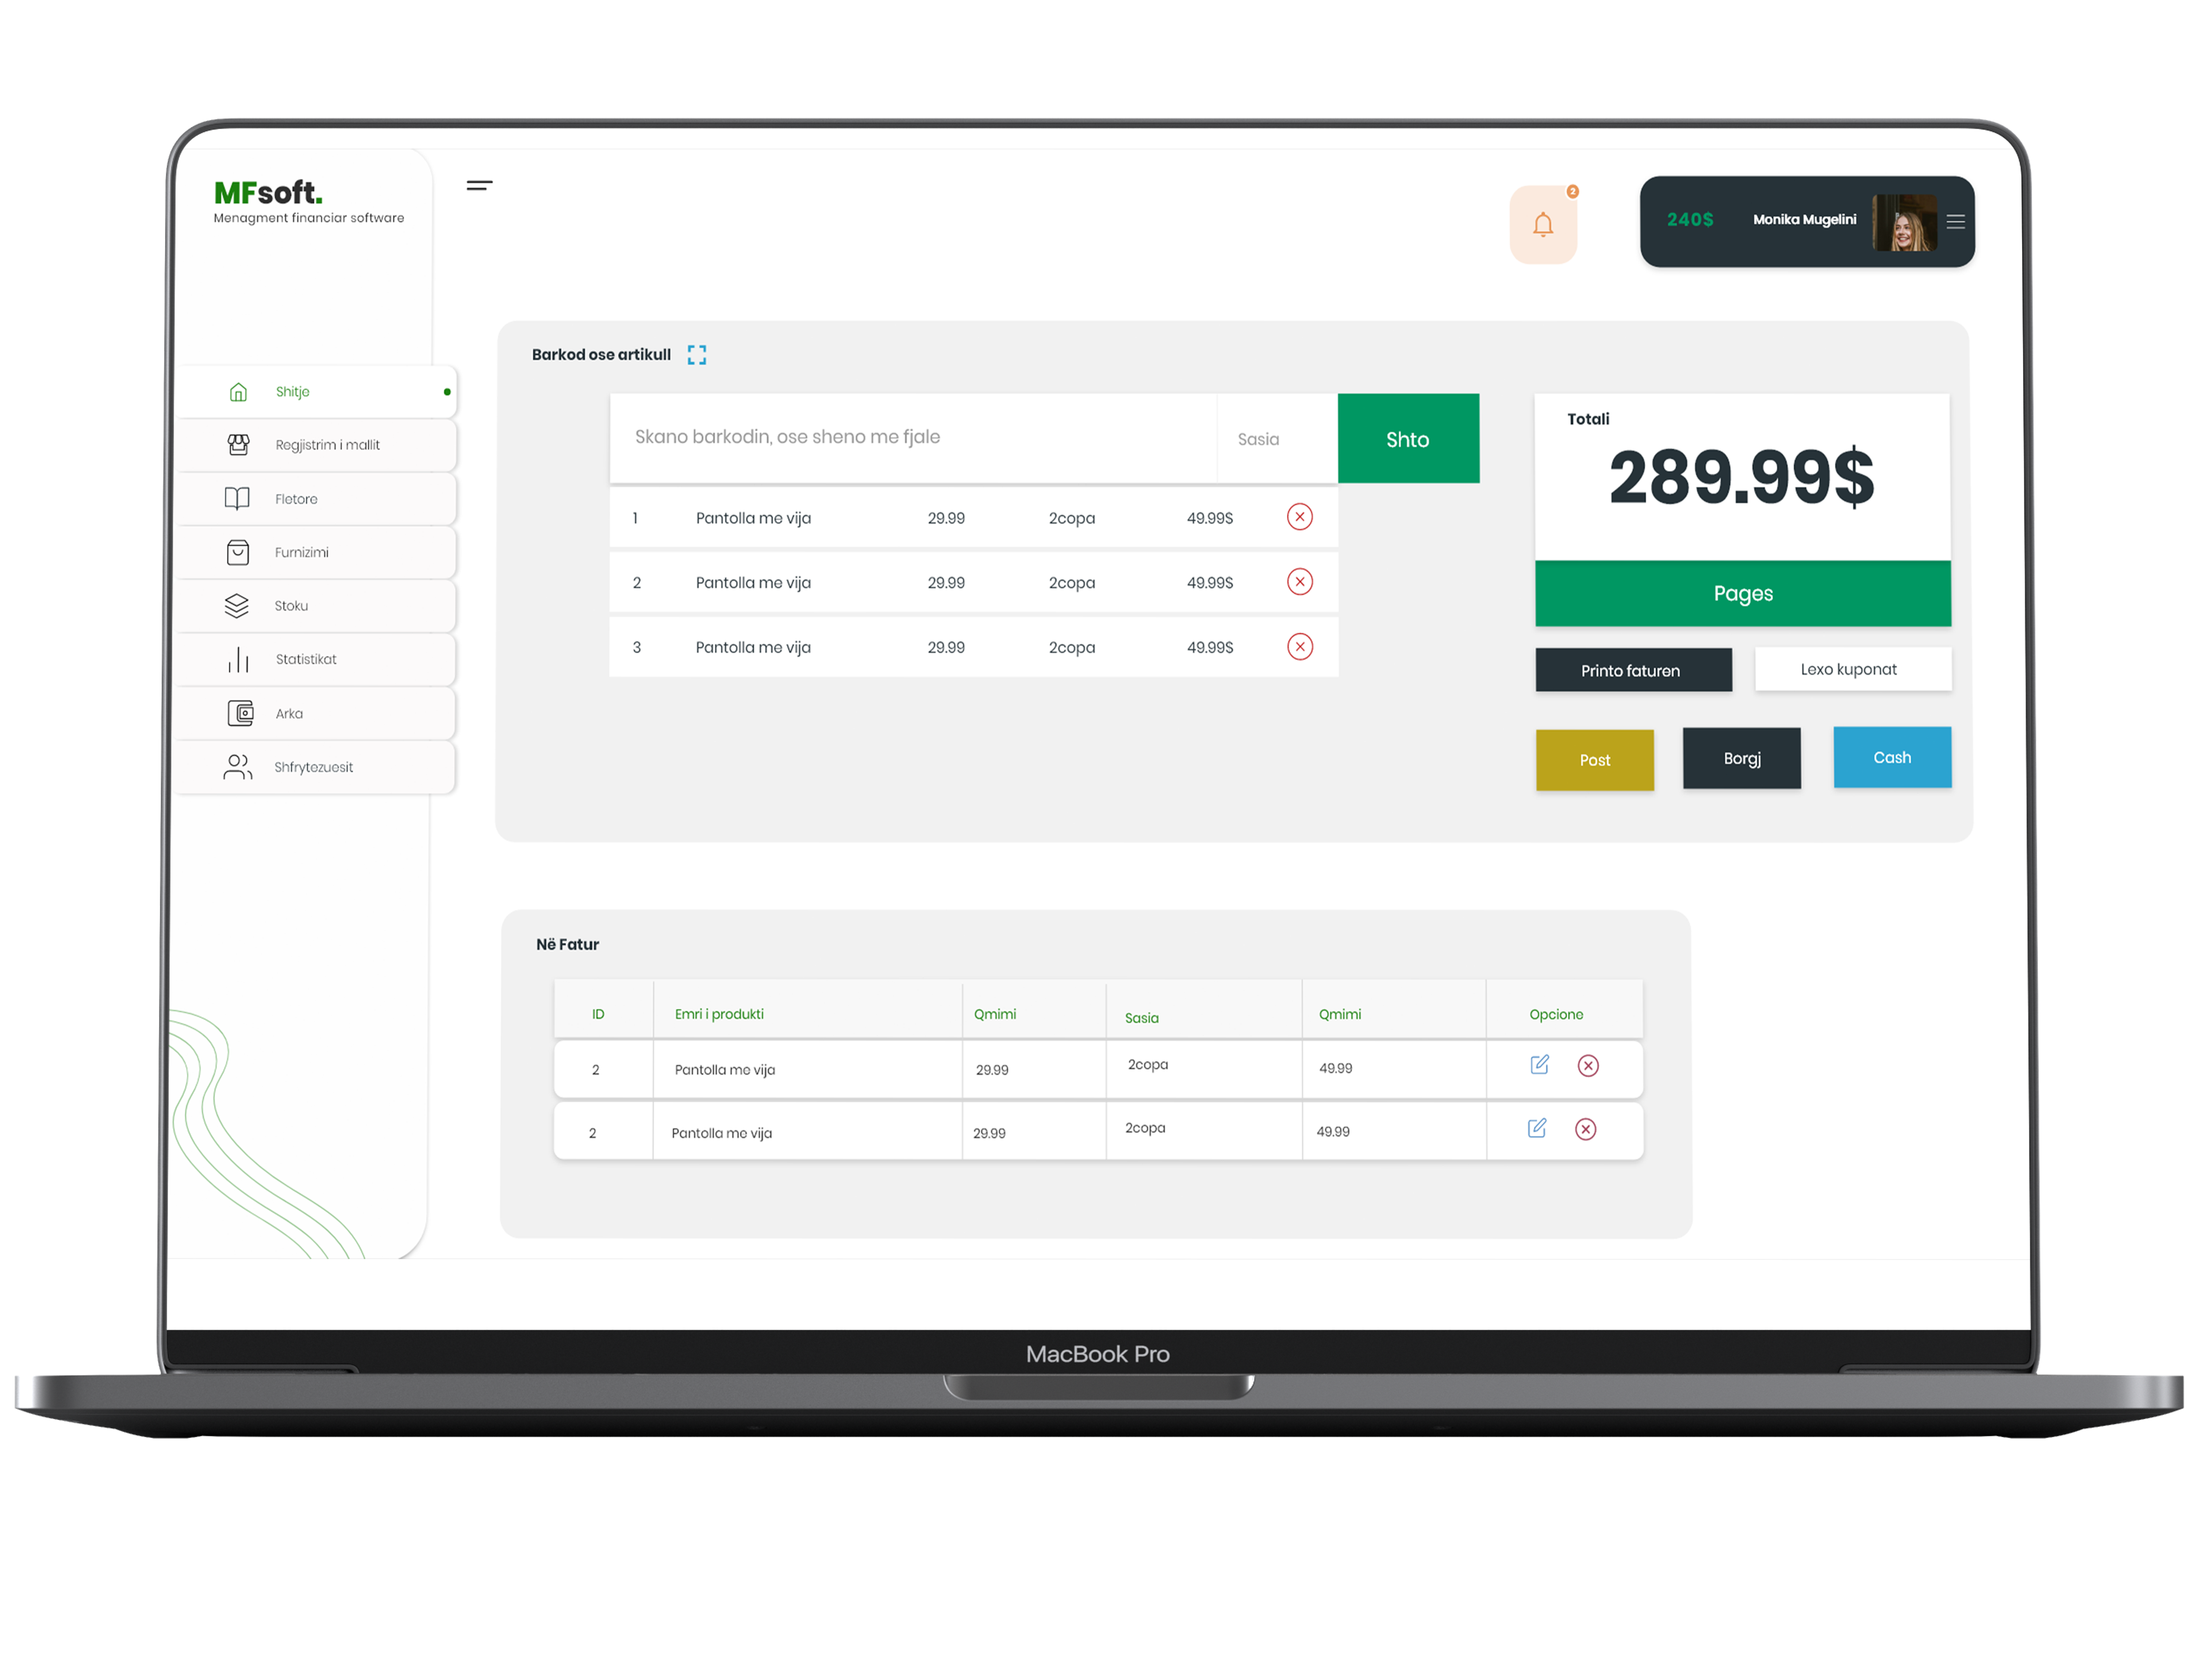 MFsoft.
Menagment financiar software
2
240$ Monika Mugelini
Shitje
Regjistrim i mallit
Fletore
Furnizimi
Stoku
Statistikat
Arka
Shfrytezuesit
Barkod ose artikull
Skano barkodin, ose sheno me fjale Sasia Shto
1 Pantolla me vija 29.99 2copa 49.99$
2 Pantolla me vija 29.99 2copa 49.99$
3 Pantolla me vija 29.99 2copa 49.99$
Totali
289.99$
Pages
Printo faturen Lexo kuponat
Post Borgj Cash
Në Fatur
ID Emri i produkti Qmimi Sasia Qmimi Opcione
2 Pantolla me vija 29.99 2copa 49.99
2 Pantolla me vija 29.99 2copa 49.99
MacBook Pro